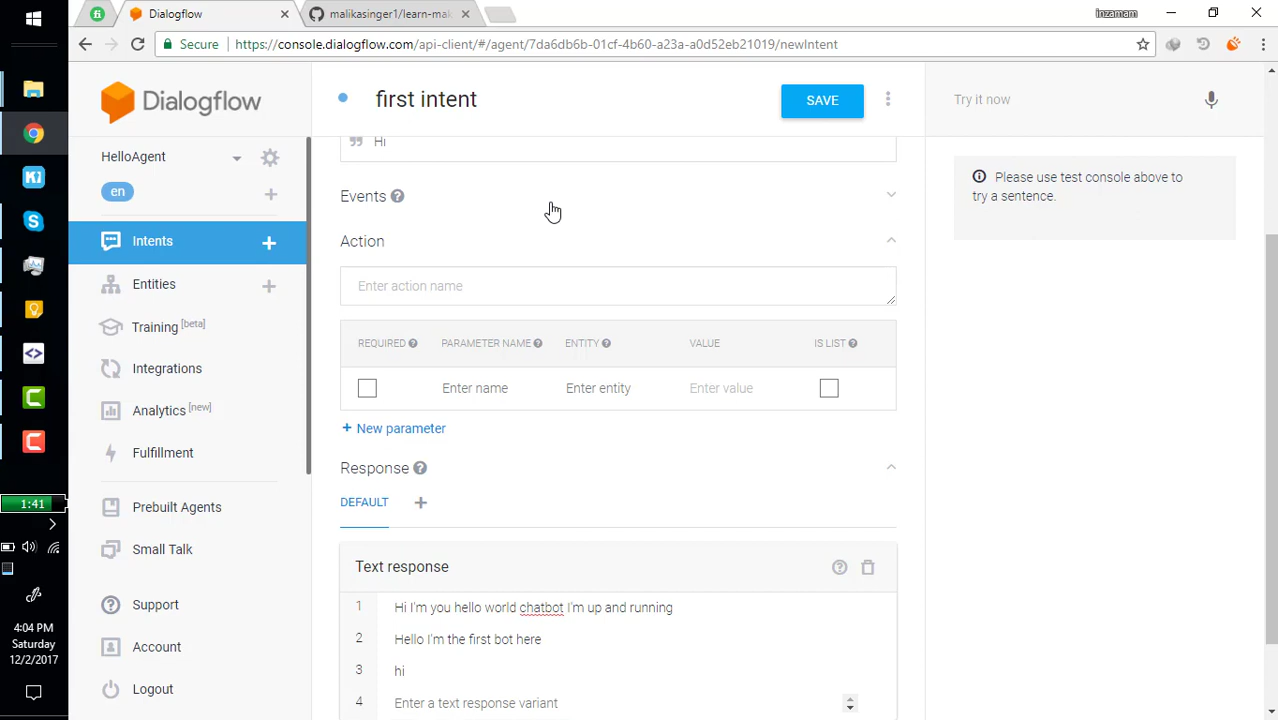 inzamam
Dialogflow
malikasinger1/learn-mak
Secure
https://console.dialogflow.com/api-client/#/agent/7da6db6b-01cf-4b60-a23a-a0d52eb21019/newIntent
Dialogflow
HelloAgent
en
Intents
Entities
Training [beta]
Integrations
Analytics [new]
Fulfillment
Prebuilt Agents
Small Talk
Support
Account
Logout
1:41
4:04 PM
Saturday
12/2/2017
first intent
SAVE
Hi
Events
Action
Enter action name
REQUIRED PARAMETER NAME ENTITY VALUE IS LIST
Enter name Enter entity Enter value
+ New parameter
Response
DEFAULT +
Text response
1 Hi I'm you hello world chatbot I'm up and running
2 Hello I'm the first bot here
3 hi
4 Enter a text response variant
Try it now
Please use test console above to
try a sentence.